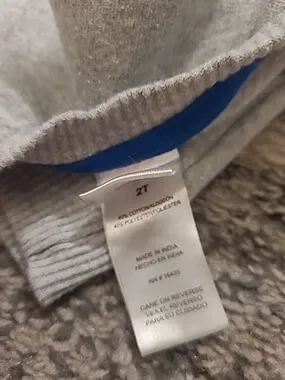 2T
60% COTTON/ALGODÓN
40% POLYESTER/POLIESTER
MADE IN INDIA
HECHO EN INDIA
CARE ON REVERSE
VEA EL REVERSO
PARA SU CUIDADO